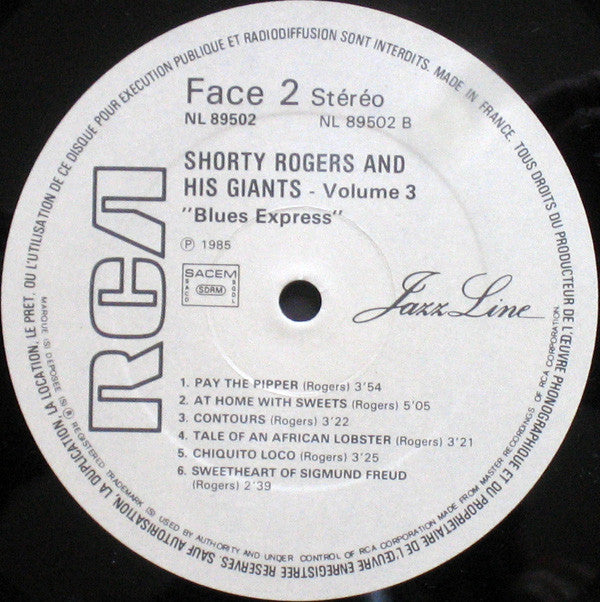 Face 2 Stéréo
NL 89502 NL 89502 B
SHORTY ROGERS AND
HIS GIANTS - Volume 3
"Blues Express"
℗ 1985
SACEM
SACD
SDRM
SGDL
RCA
Jazz Line
1. PAY THE PIPPER (Rogers) 3'54
2. AT HOME WITH SWEETS (Rogers) 5'05
3. CONTOURS (Rogers) 3'22
4. TALE OF AN AFRICAN LOBSTER (Rogers) 3'21
5. CHIQUITO LOCO (Rogers) 3'25
6. SWEETHEART OF SIGMUND FREUD
(Rogers) 2'39
MADE IN FRANCE. TOUS DROITS DU PRODUCTEUR DE L'ŒUVRE PHONOGRAPHIQUE ET DU PROPRIETAIRE DE L'ŒUVRE ENREGISTREE RESERVES. SAUF AUTORISATION, LA DUPLICATION, LA LOCATION, LE PRET, OU L'UTILISATION DE CE DISQUE POUR EXECUTION PUBLIQUE ET RADIODIFFUSION SONT INTERDITS.
MARQUE (S) DEPOSEE (S) ® REGISTERED TRADEMARK (S) USED BY AUTHORITY AND UNDER CONTROL OF RCA CORPORATION MADE FROM MASTER RECORDINGS OF RCA CORPORATION.